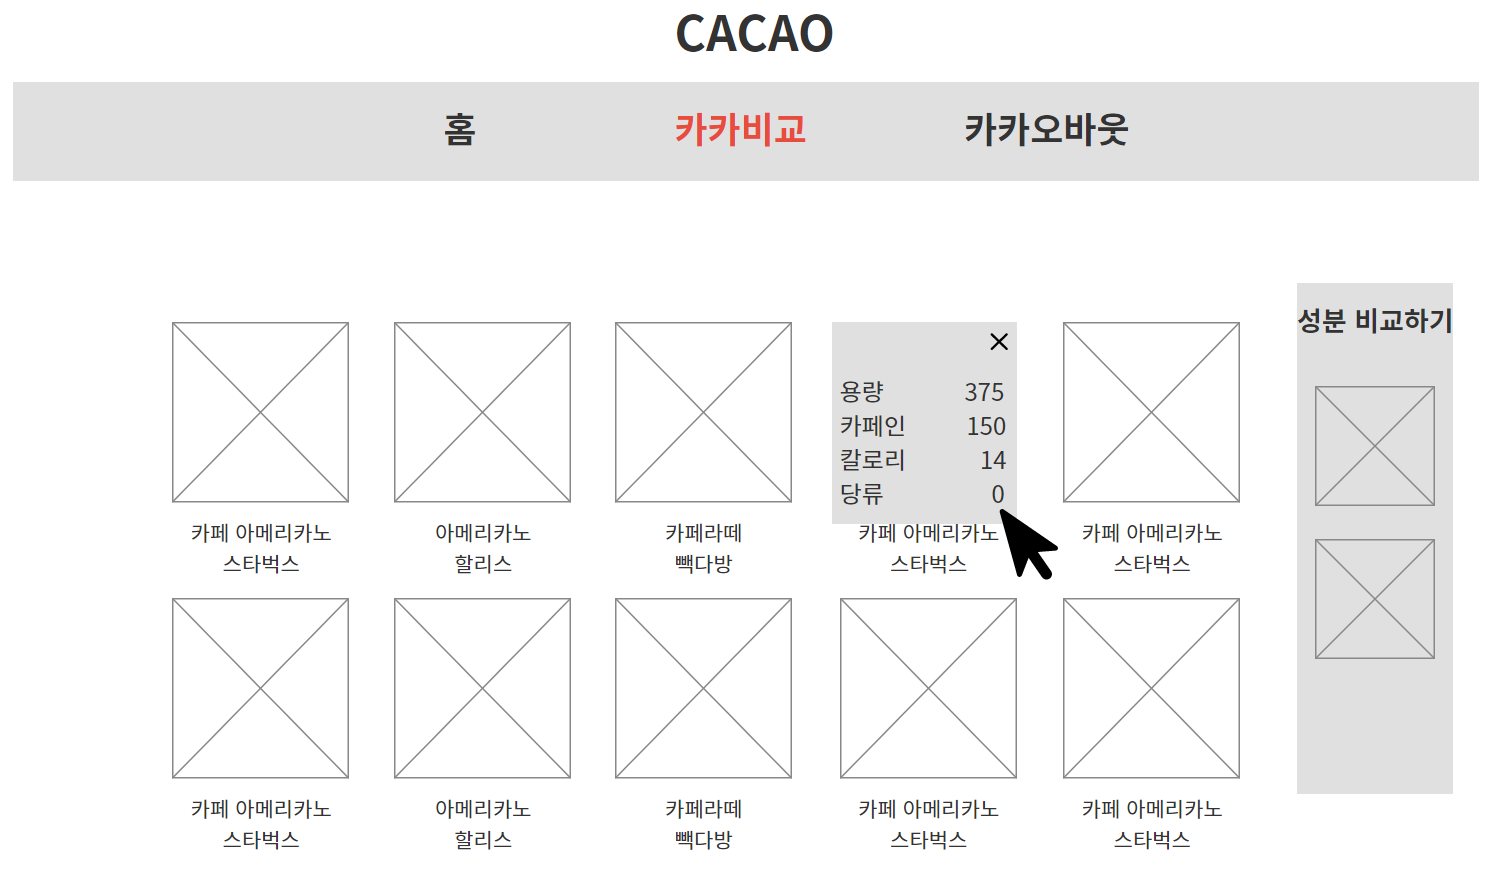 CACAO
홈 카카비교 카카오바웃
성분 비교하기
용량 375
카페인 150
칼로리 14
당류 0
카페 아메리카노 아메리카노 카페라떼 카페 아메리카노 카페 아메리카노
스타벅스 할리스 빽다방 스타벅스 스타벅스
카페 아메리카노 아메리카노 카페라떼 카페 아메리카노 카페 아메리카노
스타벅스 할리스 빽다방 스타벅스 스타벅스